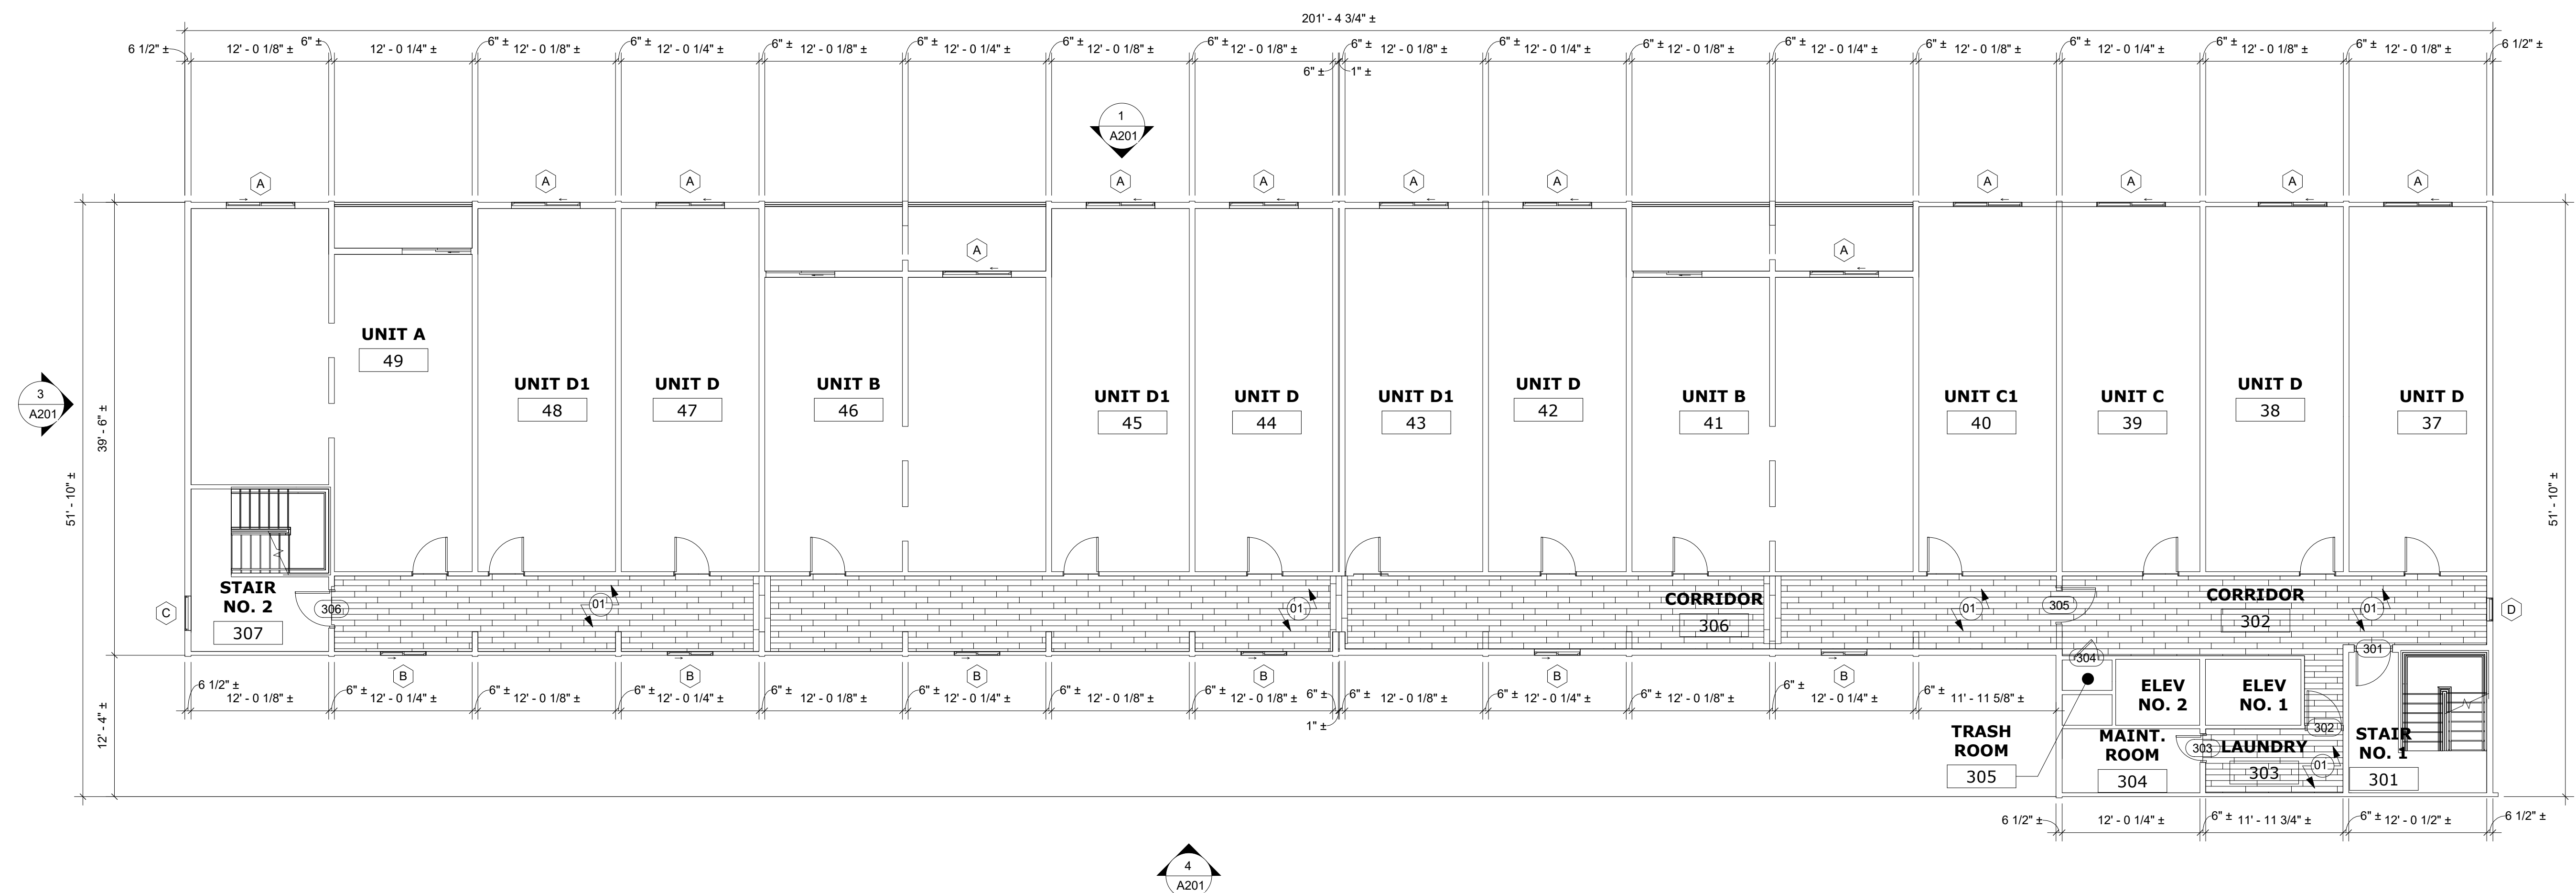 201' - 4 3/4" ±
6 1/2" ±
12' - 0 1/8" ±
6" ±
12' - 0 1/4" ±
6" ±
12' - 0 1/8" ±
6" ±
12' - 0 1/4" ±
6" ±
12' - 0 1/8" ±
6" ±
12' - 0 1/4" ±
6" ±
12' - 0 1/8" ±
6" ±
12' - 0 1/8" ±
6" ±
12' - 0 1/8" ±
6" ±
12' - 0 1/4" ±
6" ±
12' - 0 1/8" ±
6" ±
12' - 0 1/4" ±
6" ±
12' - 0 1/8" ±
6" ±
12' - 0 1/4" ±
6" ±
12' - 0 1/8" ±
6" ±
12' - 0 1/8" ±
6 1/2" ±
6" ±
1" ±
1
A201
A
A
A
A
A
A
A
A
A
A
A
A
A
UNIT A
49
UNIT D1
48
UNIT D
47
UNIT B
46
UNIT D1
45
UNIT D
44
UNIT D1
43
UNIT D
42
UNIT B
41
UNIT C1
40
UNIT C
39
UNIT D
38
UNIT D
37
3
A201
39' - 6" ±
51' - 10" ±
51' - 10" ±
12' - 4" ±
STAIR
NO. 2
307
C
306
01
01
CORRIDOR
306
01
305
CORRIDOR
302
01
D
301
304
B
B
B
B
B
B
6 1/2" ±
12' - 0 1/8" ±
6" ±
12' - 0 1/4" ±
6" ±
12' - 0 1/8" ±
6" ±
12' - 0 1/4" ±
6" ±
12' - 0 1/8" ±
6" ±
12' - 0 1/4" ±
6" ±
12' - 0 1/8" ±
6" ±
12' - 0 1/8" ±
6" ±
1" ±
6" ±
12' - 0 1/8" ±
6" ±
12' - 0 1/4" ±
6" ±
12' - 0 1/8" ±
6" ±
12' - 0 1/4" ±
6" ±
11' - 11 5/8" ±
ELEV
NO. 2
ELEV
NO. 1
302
TRASH
ROOM
305
MAINT.
ROOM
304
303
LAUNDRY
303
01
STAIR
NO. 1
301
6 1/2" ±
12' - 0 1/4" ±
6" ±
11' - 11 3/4" ±
6" ±
12' - 0 1/2" ±
6 1/2" ±
4
A201